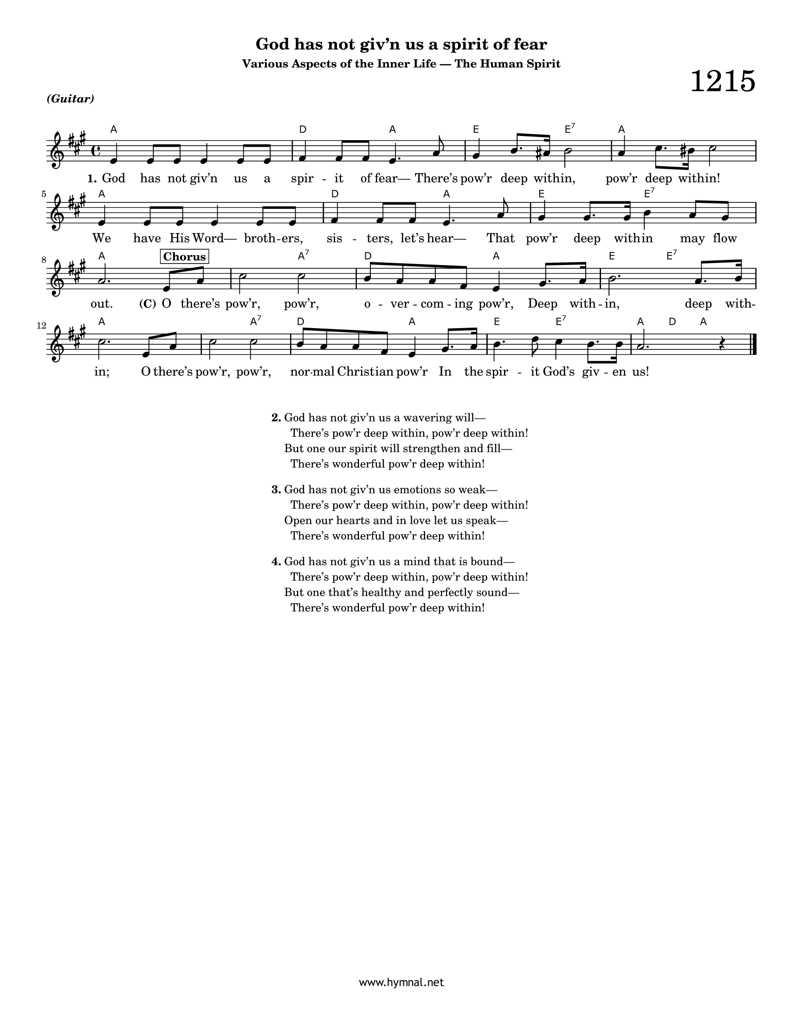 God has not giv'n us a spirit of fear
Various Aspects of the Inner Life — The Human Spirit
1215
(Guitar)
A D A E E7 A
1. God has not giv'n us a spir - it of fear— There's pow'r deep within, pow'r deep within!
5 A D A E E7
We have His Word— broth-ers, sis - ters, let's hear— That pow'r deep within may flow
8 A Chorus A7 D A E E7
out. (C) O there's pow'r, pow'r, o - ver - com - ing pow'r, Deep with - in, deep with-
12 A A7 D A E E7 A D A
in; O there's pow'r, pow'r, nor-mal Christian pow'r In the spir - it God's giv - en us!
2. God has not giv'n us a wavering will—
There's pow'r deep within, pow'r deep within!
But one our spirit will strengthen and fill—
There's wonderful pow'r deep within!
3. God has not giv'n us emotions so weak—
There's pow'r deep within, pow'r deep within!
Open our hearts and in love let us speak—
There's wonderful pow'r deep within!
4. God has not giv'n us a mind that is bound—
There's pow'r deep within, pow'r deep within!
But one that's healthy and perfectly sound—
There's wonderful pow'r deep within!
www.hymnal.net